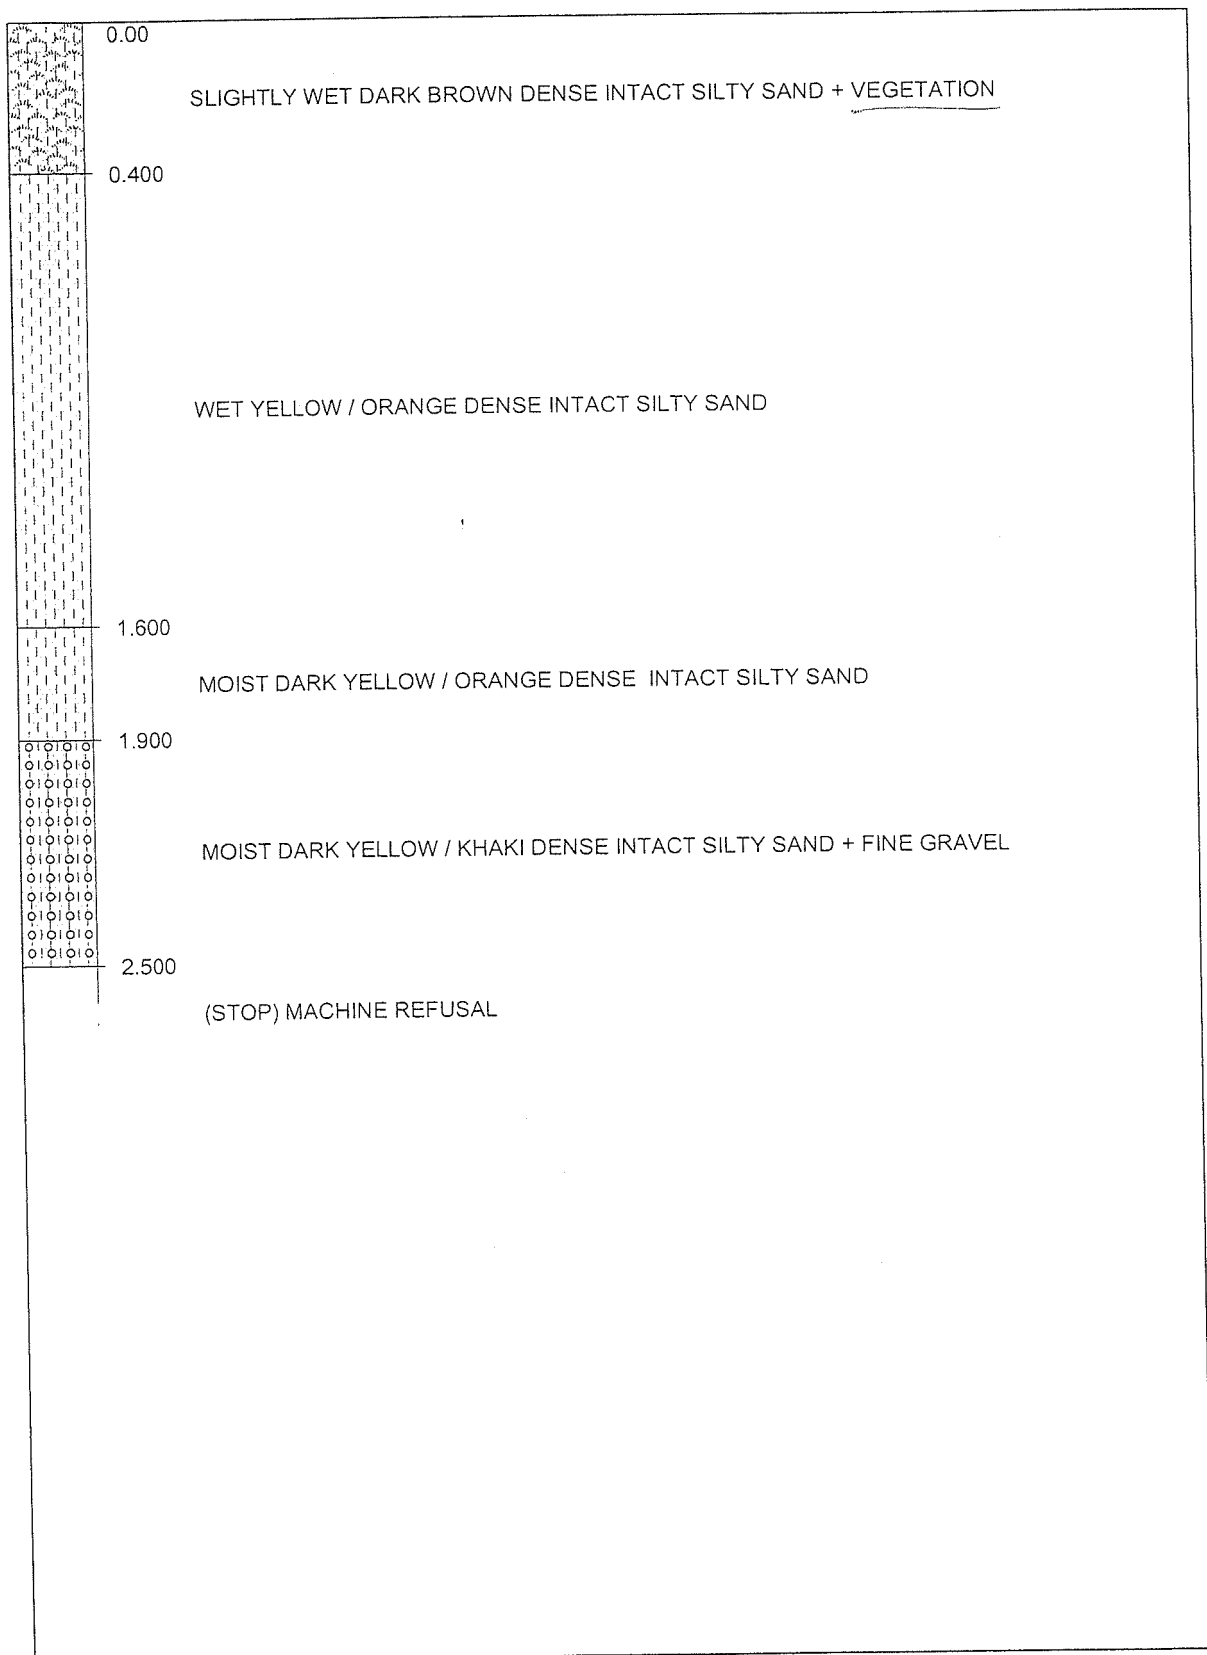 0.00
SLIGHTLY WET DARK BROWN DENSE INTACT SILTY SAND + VEGETATION
0.400
WET YELLOW / ORANGE DENSE INTACT SILTY SAND
1.600
MOIST DARK YELLOW / ORANGE DENSE INTACT SILTY SAND
1.900
MOIST DARK YELLOW / KHAKI DENSE INTACT SILTY SAND + FINE GRAVEL
2.500
(STOP) MACHINE REFUSAL